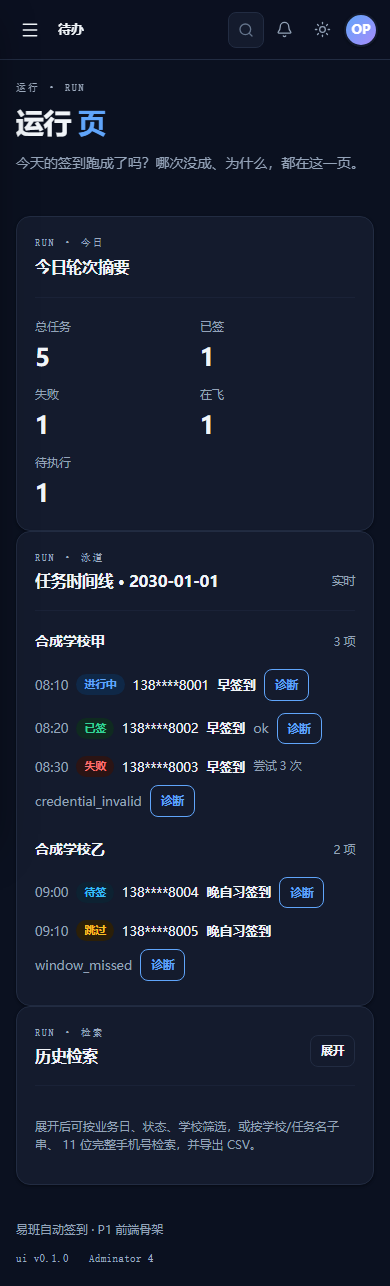 待办
OP
运行 • RUN
运行 页
今天的签到跑成了吗？哪次没成、为什么，都在这一页。
RUN • 今日
今日轮次摘要
总任务 已签
5 1
失败 在飞
1 1
待执行
1
RUN • 泳道
任务时间线 • 2030-01-01 实时
合成学校甲 3 项
08:10 进行中 138****8001 早签到 诊断
08:20 已签 138****8002 早签到 ok 诊断
08:30 失败 138****8003 早签到 尝试 3 次
credential_invalid 诊断
合成学校乙 2 项
09:00 待签 138****8004 晚自习签到 诊断
09:10 跳过 138****8005 晚自习签到
window_missed 诊断
RUN • 检索
历史检索 展开
展开后可按业务日、状态、学校筛选，或按学校/任务名子
串、 11 位完整手机号检索，并导出 CSV。
易班自动签到 · P1 前端骨架
ui v0.1.0 Adminator 4